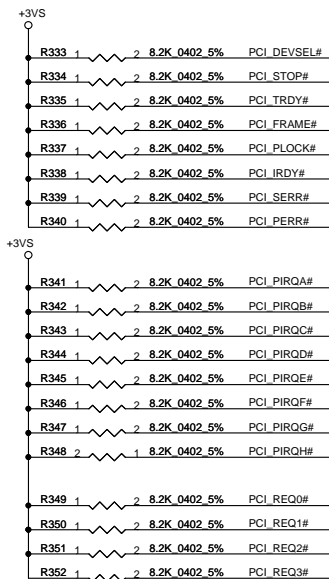 +3VS
R333 1 2 8.2K_0402_5% PCI_DEVSEL#
R334 1 2 8.2K_0402_5% PCI_STOP#
R335 1 2 8.2K_0402_5% PCI_TRDY#
R336 1 2 8.2K_0402_5% PCI_FRAME#
R337 1 2 8.2K_0402_5% PCI_PLOCK#
R338 1 2 8.2K_0402_5% PCI_IRDY#
R339 1 2 8.2K_0402_5% PCI_SERR#
R340 1 2 8.2K_0402_5% PCI_PERR#
+3VS
R341 1 2 8.2K_0402_5% PCI_PIRQA#
R342 1 2 8.2K_0402_5% PCI_PIRQB#
R343 1 2 8.2K_0402_5% PCI_PIRQC#
R344 1 2 8.2K_0402_5% PCI_PIRQD#
R345 1 2 8.2K_0402_5% PCI_PIRQE#
R346 1 2 8.2K_0402_5% PCI_PIRQF#
R347 1 2 8.2K_0402_5% PCI_PIRQG#
R348 2 1 8.2K_0402_5% PCI_PIRQH#
R349 1 2 8.2K_0402_5% PCI_REQ0#
R350 1 2 8.2K_0402_5% PCI_REQ1#
R351 1 2 8.2K_0402_5% PCI_REQ2#
R352 1 2 8.2K_0402_5% PCI_REQ3#